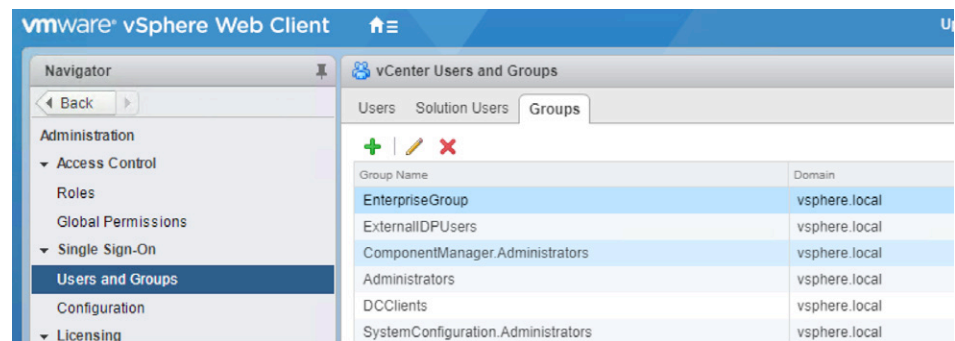 vmware® vSphere Web Client
Navigator
Back
Administration
Access Control
Roles
Global Permissions
Single Sign-On
Users and Groups
Configuration
Licensing
vCenter Users and Groups
Users Solution Users Groups
Group Name Domain
EnterpriseGroup vsphere.local
ExternalIDPUsers vsphere.local
ComponentManager.Administrators vsphere.local
Administrators vsphere.local
DCClients vsphere.local
SystemConfiguration.Administrators vsphere.local